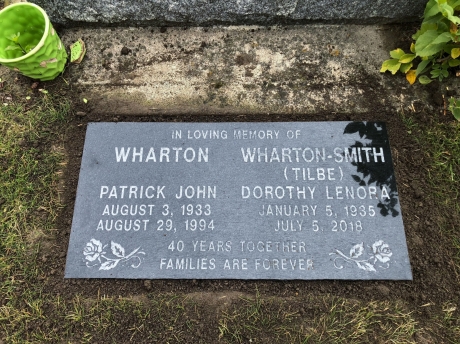 IN LOVING MEMORY OF
WHARTON
PATRICK JOHN
AUGUST 3, 1933
AUGUST 29, 1994
WHARTON-SMITH
(TILBE)
DOROTHY LENORA
JANUARY 5, 1935
JULY 5, 2018
40 YEARS TOGETHER
FAMILIES ARE FOREVER